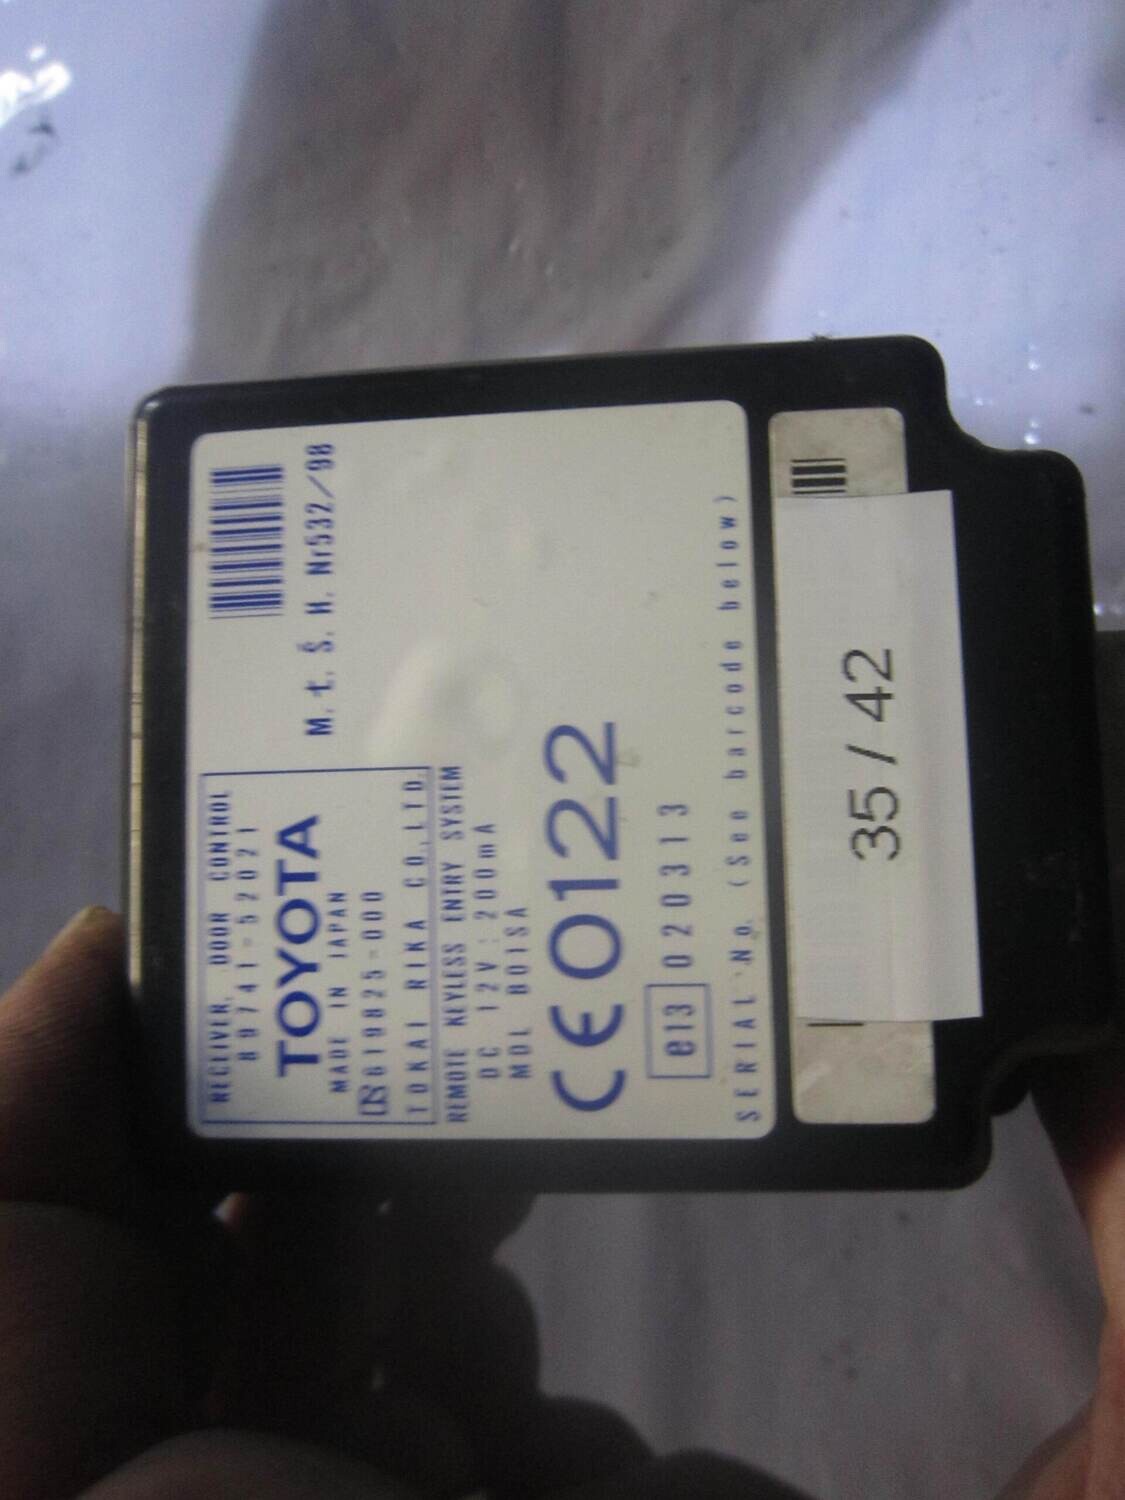 RECEIVER, DOOR CONTROL
89741-52021
TOYOTA
MADE IN JAPAN
619825-000
TOKAI RIKA CO., LTD.
M. t. Š. H. Nr532/98
REMOTE KEYLESS ENTRY SYSTEM
DC 12V : 200mA
MDL B01SA
CE0122
e13 020313
SERIAL No. (See barcode below)
35 / 42